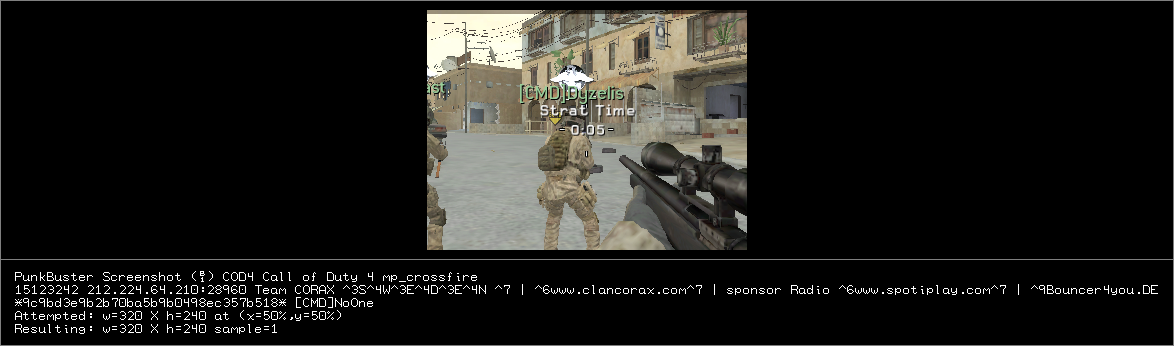 ast.
[CMD]Dyzelis
Strat Time
- 0:05 -
PunkBuster Screenshot (B I) COD4 Call of Duty 4 mp_crossfire
15123242 212.224.64.210:28960 Team CORAX ^3S^4W^3E^4D^3E^4N ^7 | ^6www.clancorax.com^7 | sponsor Radio ^6www.spotiplay.com^7 | ^9Bouncer4you.DE
*9c9bd3e9b2b70ba5b9b0498ec357b518* [CMD]NoOne
Attempted: w=320 X h=240 at (x=50%,y=50%)
Resulting: w=320 X h=240 sample=1